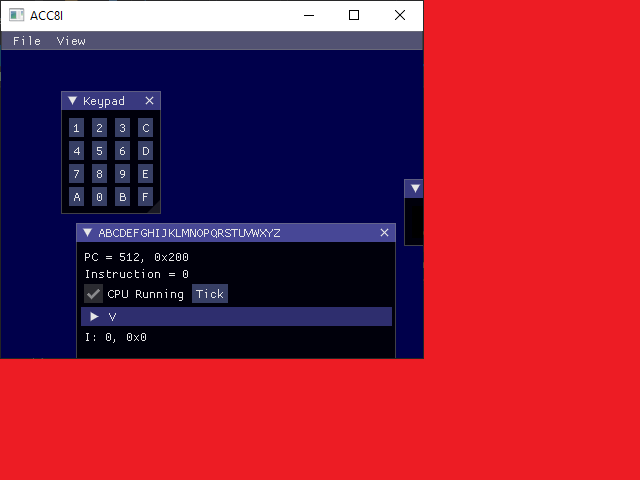 ACC8I
File View
Keypad
1 2 3 C
4 5 6 D
7 8 9 E
A 0 B F
ABCDEFGHIJKLMNOPQRSTUVWXYZ
PC = 512, 0x200
Instruction = 0
CPU Running Tick
V
I: 0, 0x0